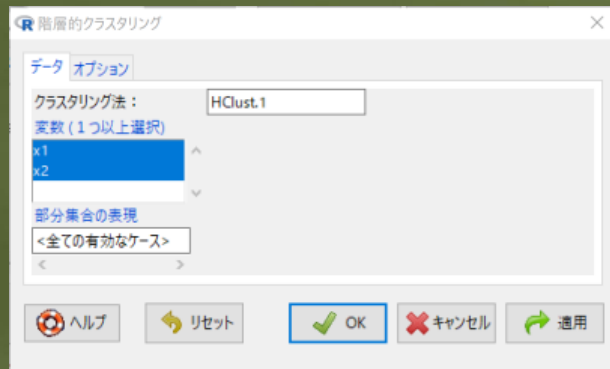 階層的クラスタリング
データ オプション
クラスタリング法： HClust.1
変数 (１つ以上選択)
x1
x2
部分集合の表現
<全ての有効なケース>
ヘルプ リセット OK キャンセル 適用